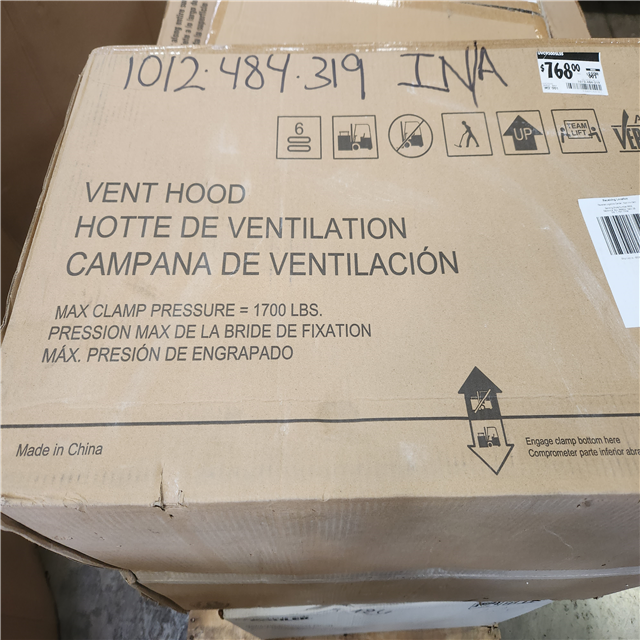 1012·484·319 INA
$768.00
6
UP
TEAM
LIFT
VENT HOOD
HOTTE DE VENTILATION
CAMPANA DE VENTILACIÓN
MAX CLAMP PRESSURE = 1700 LBS.
PRESSION MAX DE LA BRIDE DE FIXATION
MÁX. PRESIÓN DE ENGRAPADO
Made in China
Engage clamp bottom here
Comprometer parte inferior abra